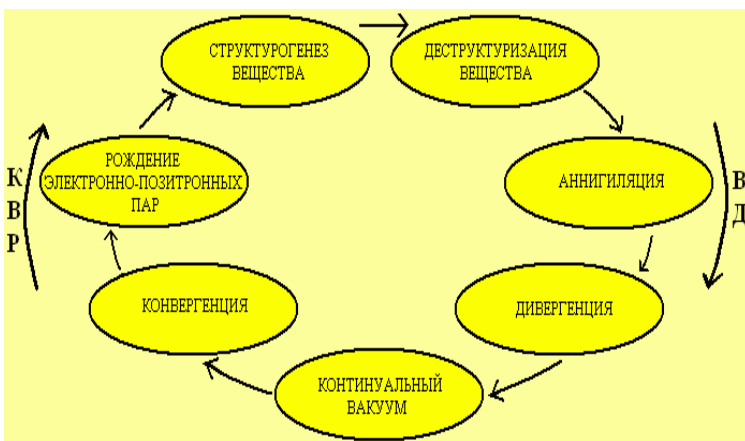 СТРУКТУРОГЕНЕЗ
ВЕЩЕСТВА
ДЕСТРУКТУРИЗАЦИЯ
ВЕЩЕСТВА
РОЖДЕНИЕ
ЭЛЕКТРОННО-ПОЗИТРОННЫХ
ПАР
АННИГИЛЯЦИЯ
К
В
Р
В
Д
КОНВЕРГЕНЦИЯ
ДИВЕРГЕНЦИЯ
КОНТИНУАЛЬНЫЙ
ВАКУУМ